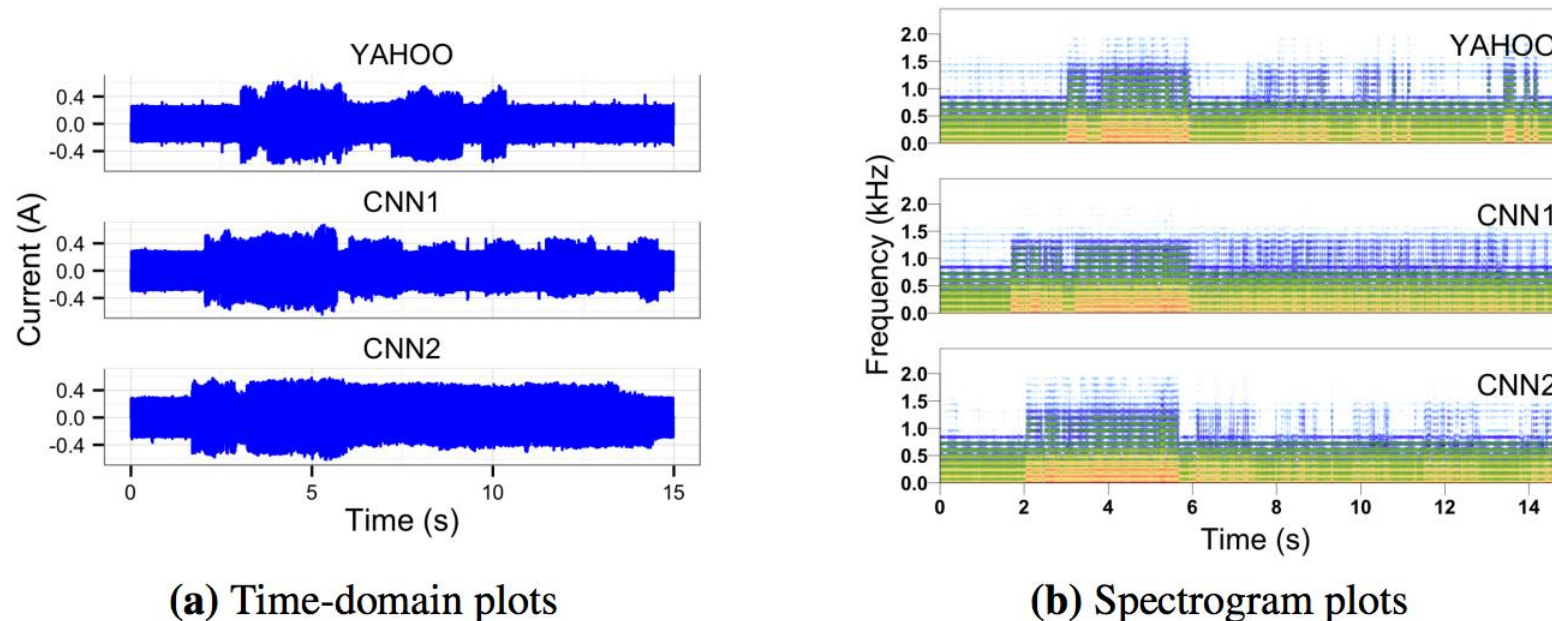 YAHOO
0.4
0.0
-0.4
CNN1
0.4
0.0
-0.4
CNN2
0.4
0.0
-0.4
Current (A)
0 5 10 15
Time (s)
(a) Time-domain plots
YAHOO
2.0
1.5
1.0
0.5
0.0
CNN1
2.0
1.5
1.0
0.5
0.0
CNN2
2.0
1.5
1.0
0.5
0.0
Frequency (kHz)
0 2 4 6 8 10 12 14
Time (s)
(b) Spectrogram plots